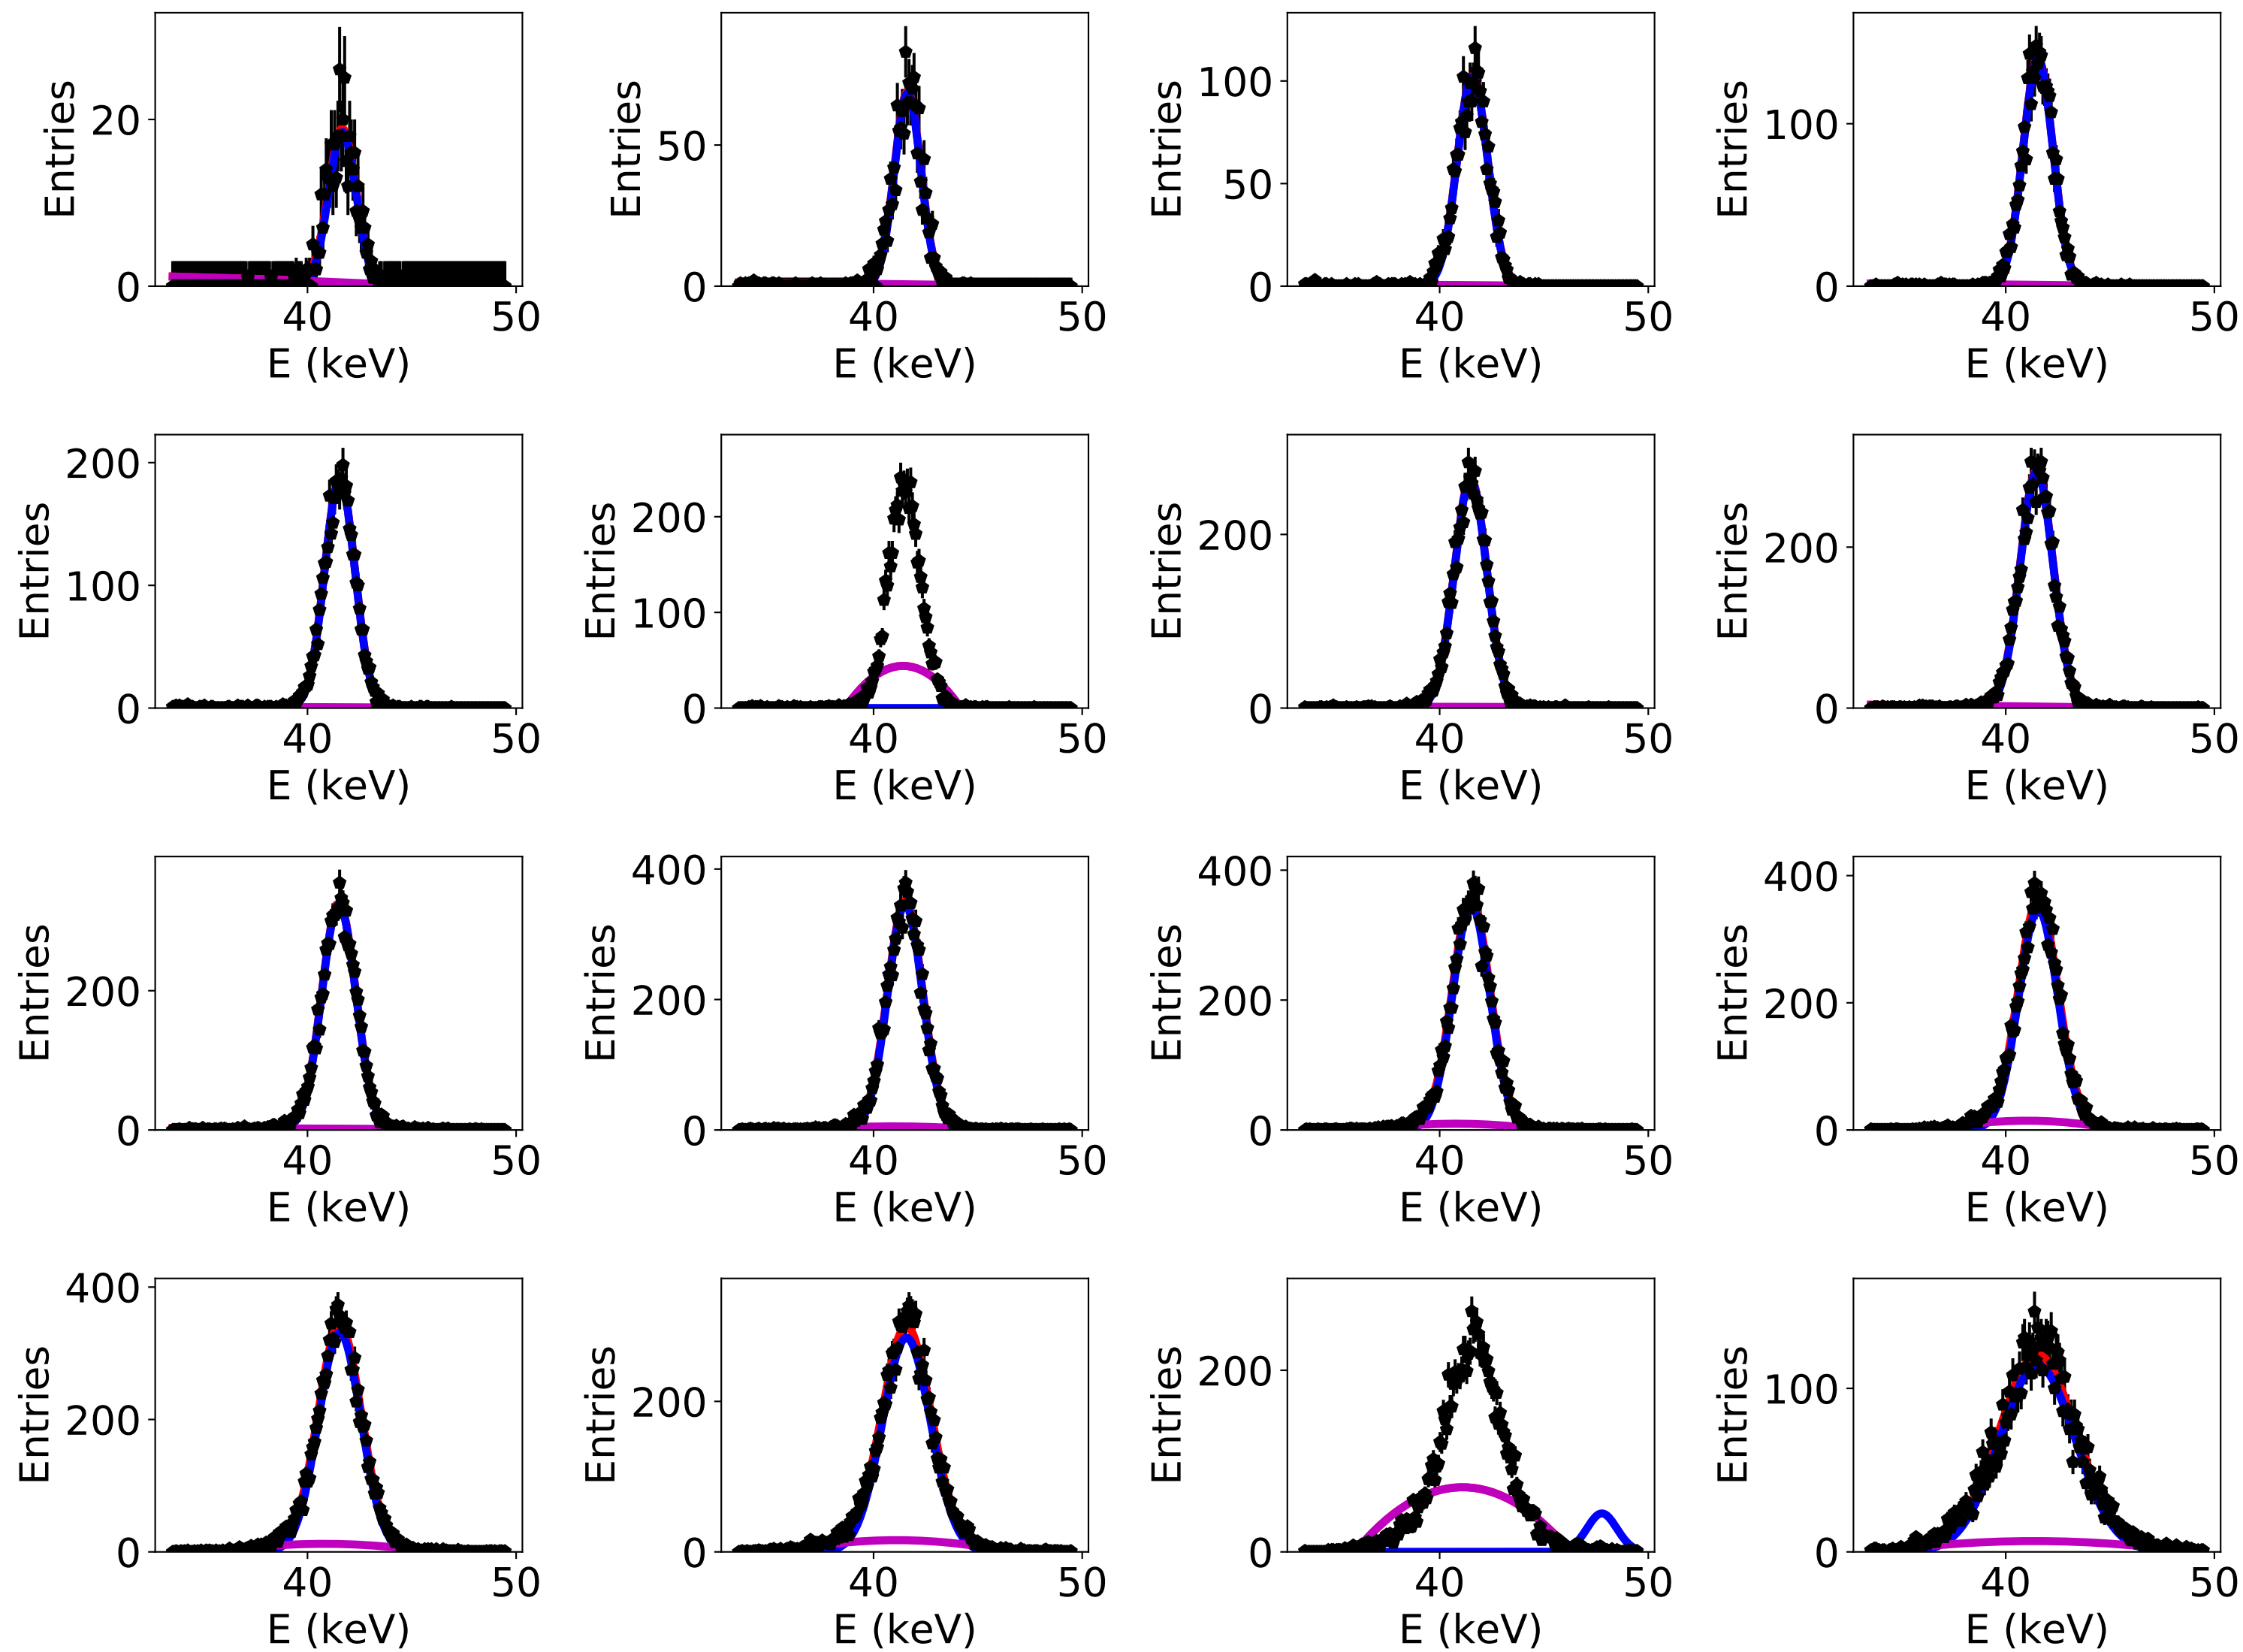 Entries Entries Entries Entries
20 50 100 100
0 0 50 0
0
40 50 40 50 40 50 40 50
E (keV) E (keV) E (keV) E (keV)
Entries Entries Entries Entries
200 200 200 200
100 100 0 0
0 0
40 50 40 50 40 50 40 50
E (keV) E (keV) E (keV) E (keV)
Entries Entries Entries Entries
200 400 400 400
0 200 200 200
0 0 0
40 50 40 50 40 50 40 50
E (keV) E (keV) E (keV) E (keV)
Entries Entries Entries Entries
400 200 200 100
200 0 0 0
0
40 50 40 50 40 50 40 50
E (keV) E (keV) E (keV) E (keV)